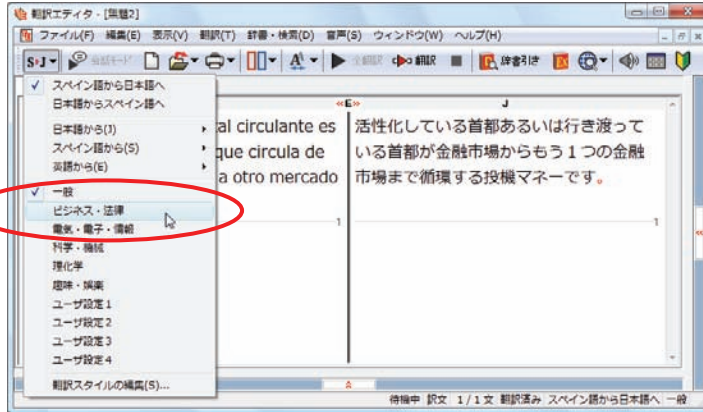 翻訳エディタ - [無題2]
ファイル(F) 編集(E) 表示(V) 翻訳(T) 辞書・検索(D) 音声(S) ウィンドウ(W) ヘルプ(H)
S›J 会話モード 全翻訳 翻訳 辞書引き
«E» J
スペイン語から日本語へ
日本語からスペイン語へ
日本語から(J)
スペイン語から(S)
英語から(E)
一般
ビジネス・法律
電気・電子・情報
科学・機械
理化学
趣味・娯楽
ユーザ設定1
ユーザ設定2
ユーザ設定3
ユーザ設定4
翻訳スタイルの編集(S)...
tal circulante es
que circula de
a otro mercado
1
活性化している首都あるいは行き渡って
いる首都が金融市場からもう1つの金融
市場まで循環する投機マネーです。
1
待機中 訳文 1/1文 翻訳済み スペイン語から日本語へ 一般